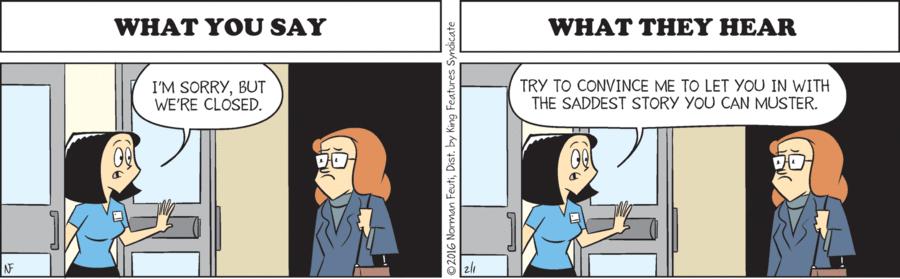 WHAT YOU SAY
I'M SORRY, BUT
WE'RE CLOSED.
NF
©2016 Norman Feuti, Dist. by King Features Syndicate
WHAT THEY HEAR
TRY TO CONVINCE ME TO LET YOU IN WITH
THE SADDEST STORY YOU CAN MUSTER.
2/1